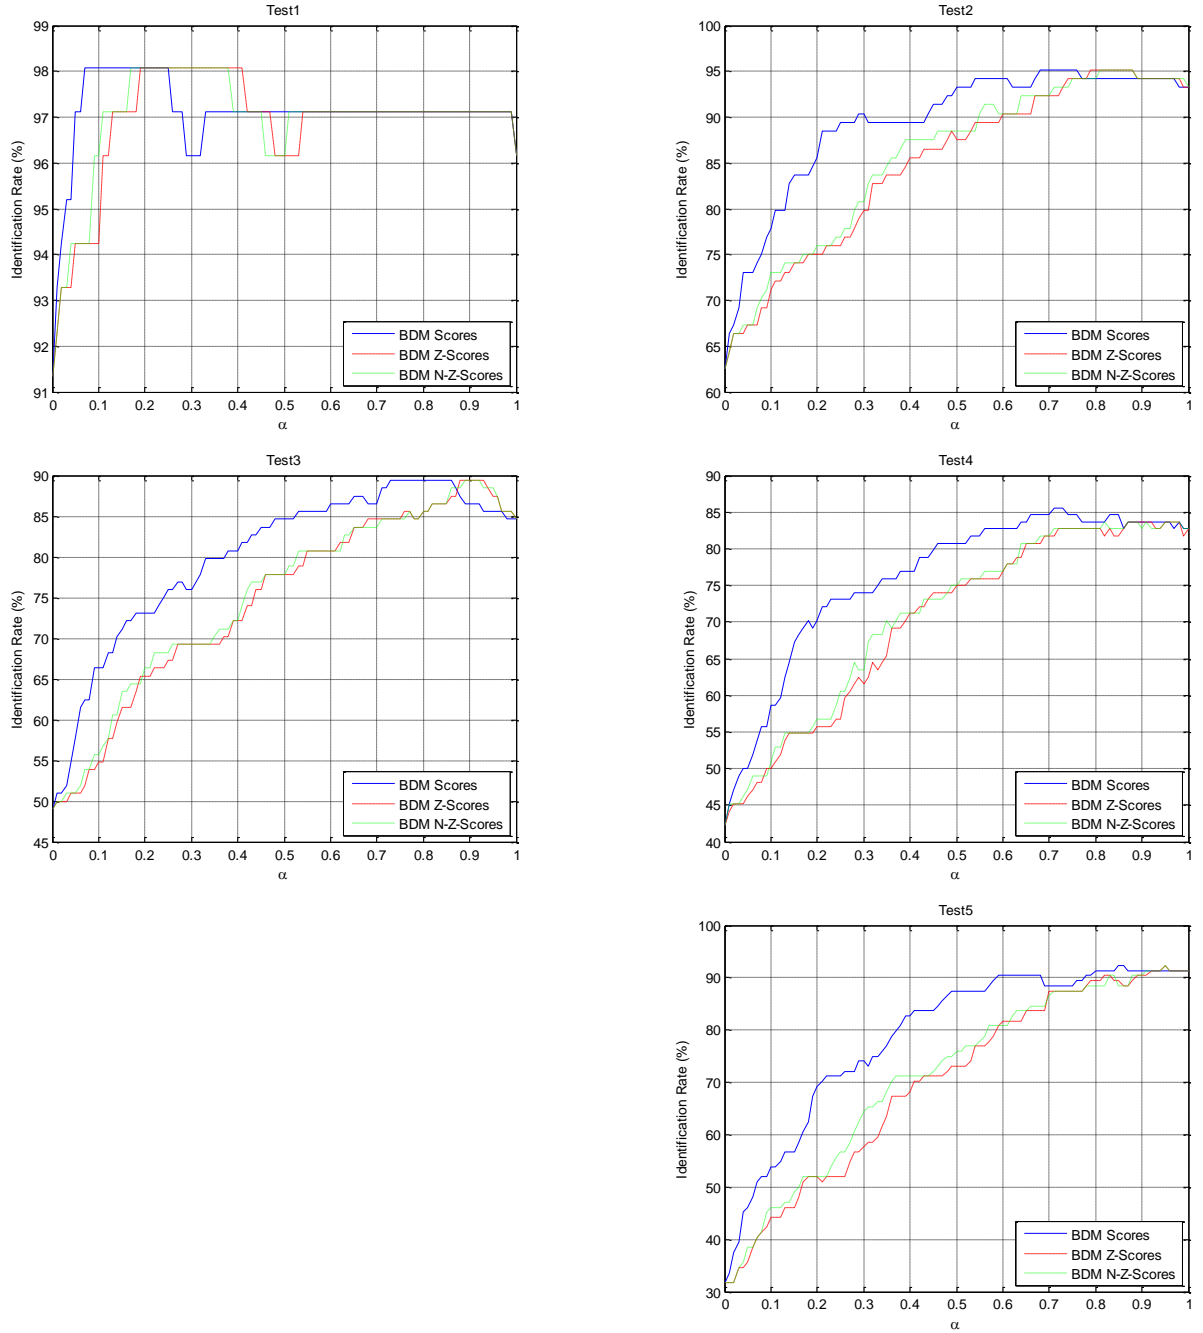 Test1
Identification Rate (%)
99
98
97
96
95
94
93
92
91
0 0.1 0.2 0.3 0.4 0.5 0.6 0.7 0.8 0.9 1
α
BDM Scores
BDM Z-Scores
BDM N-Z-Scores
Test2
Identification Rate (%)
100
95
90
85
80
75
70
65
60
0 0.1 0.2 0.3 0.4 0.5 0.6 0.7 0.8 0.9 1
α
BDM Scores
BDM Z-Scores
BDM N-Z-Scores
Test3
Identification Rate (%)
90
85
80
75
70
65
60
55
50
45
0 0.1 0.2 0.3 0.4 0.5 0.6 0.7 0.8 0.9 1
α
BDM Scores
BDM Z-Scores
BDM N-Z-Scores
Test4
Identification Rate (%)
90
85
80
75
70
65
60
55
50
45
40
0 0.1 0.2 0.3 0.4 0.5 0.6 0.7 0.8 0.9 1
α
BDM Scores
BDM Z-Scores
BDM N-Z-Scores
Test5
Identification Rate (%)
100
90
80
70
60
50
40
30
0 0.1 0.2 0.3 0.4 0.5 0.6 0.7 0.8 0.9 1
α
BDM Scores
BDM Z-Scores
BDM N-Z-Scores